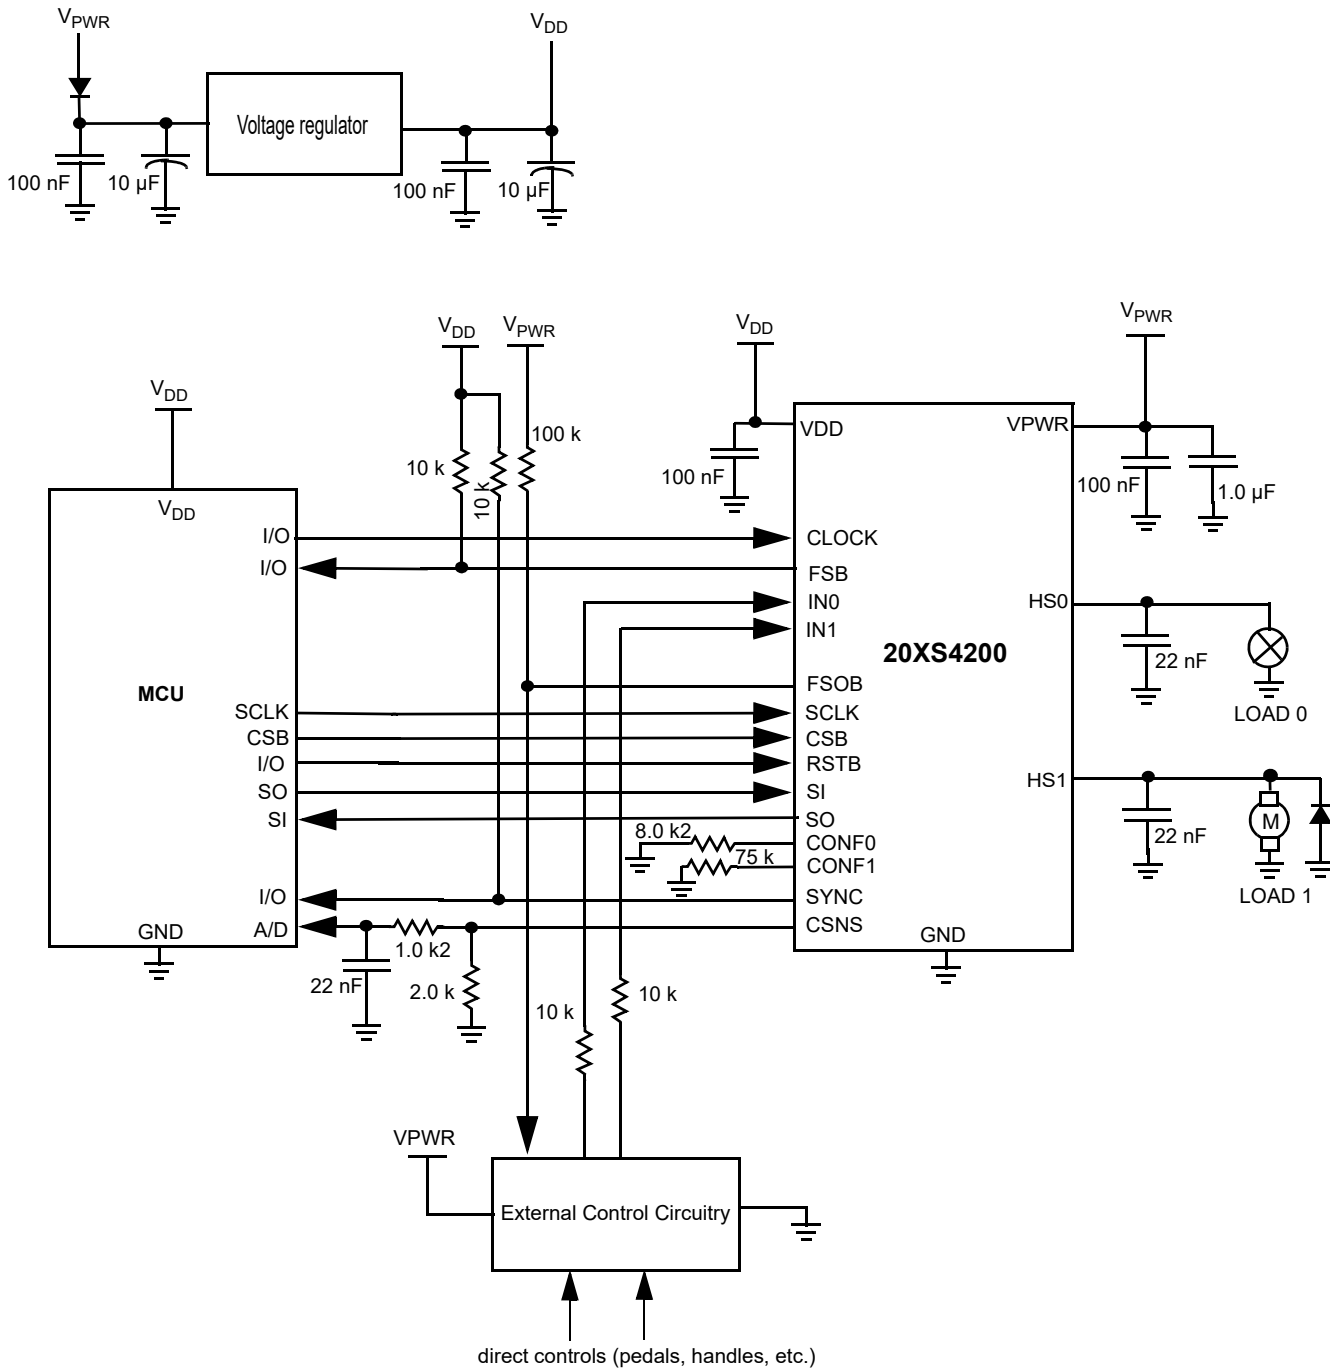 VPWR
VDD
Voltage regulator
100 nF
10 µF
100 nF
10 µF
VDD
VPWR
VDD
VPWR
VDD
100 k
10 k
10 k
VDD
VPWR
100 nF
100 nF
1.0 µF
VDD
I/O
CLOCK
I/O
FSB
IN0
HS0
IN1
20XS4200
22 nF
MCU
FSOB
SCLK
SCLK
LOAD 0
CSB
CSB
I/O
RSTB
HS1
SO
SI
SI
SO
22 nF
M
8.0 k2
CONF0
75 k
CONF1
I/O
SYNC
LOAD 1
A/D
CSNS
GND
GND
1.0 k2
22 nF
2.0 k
10 k
10 k
VPWR
External Control Circuitry
direct controls (pedals, handles, etc.)